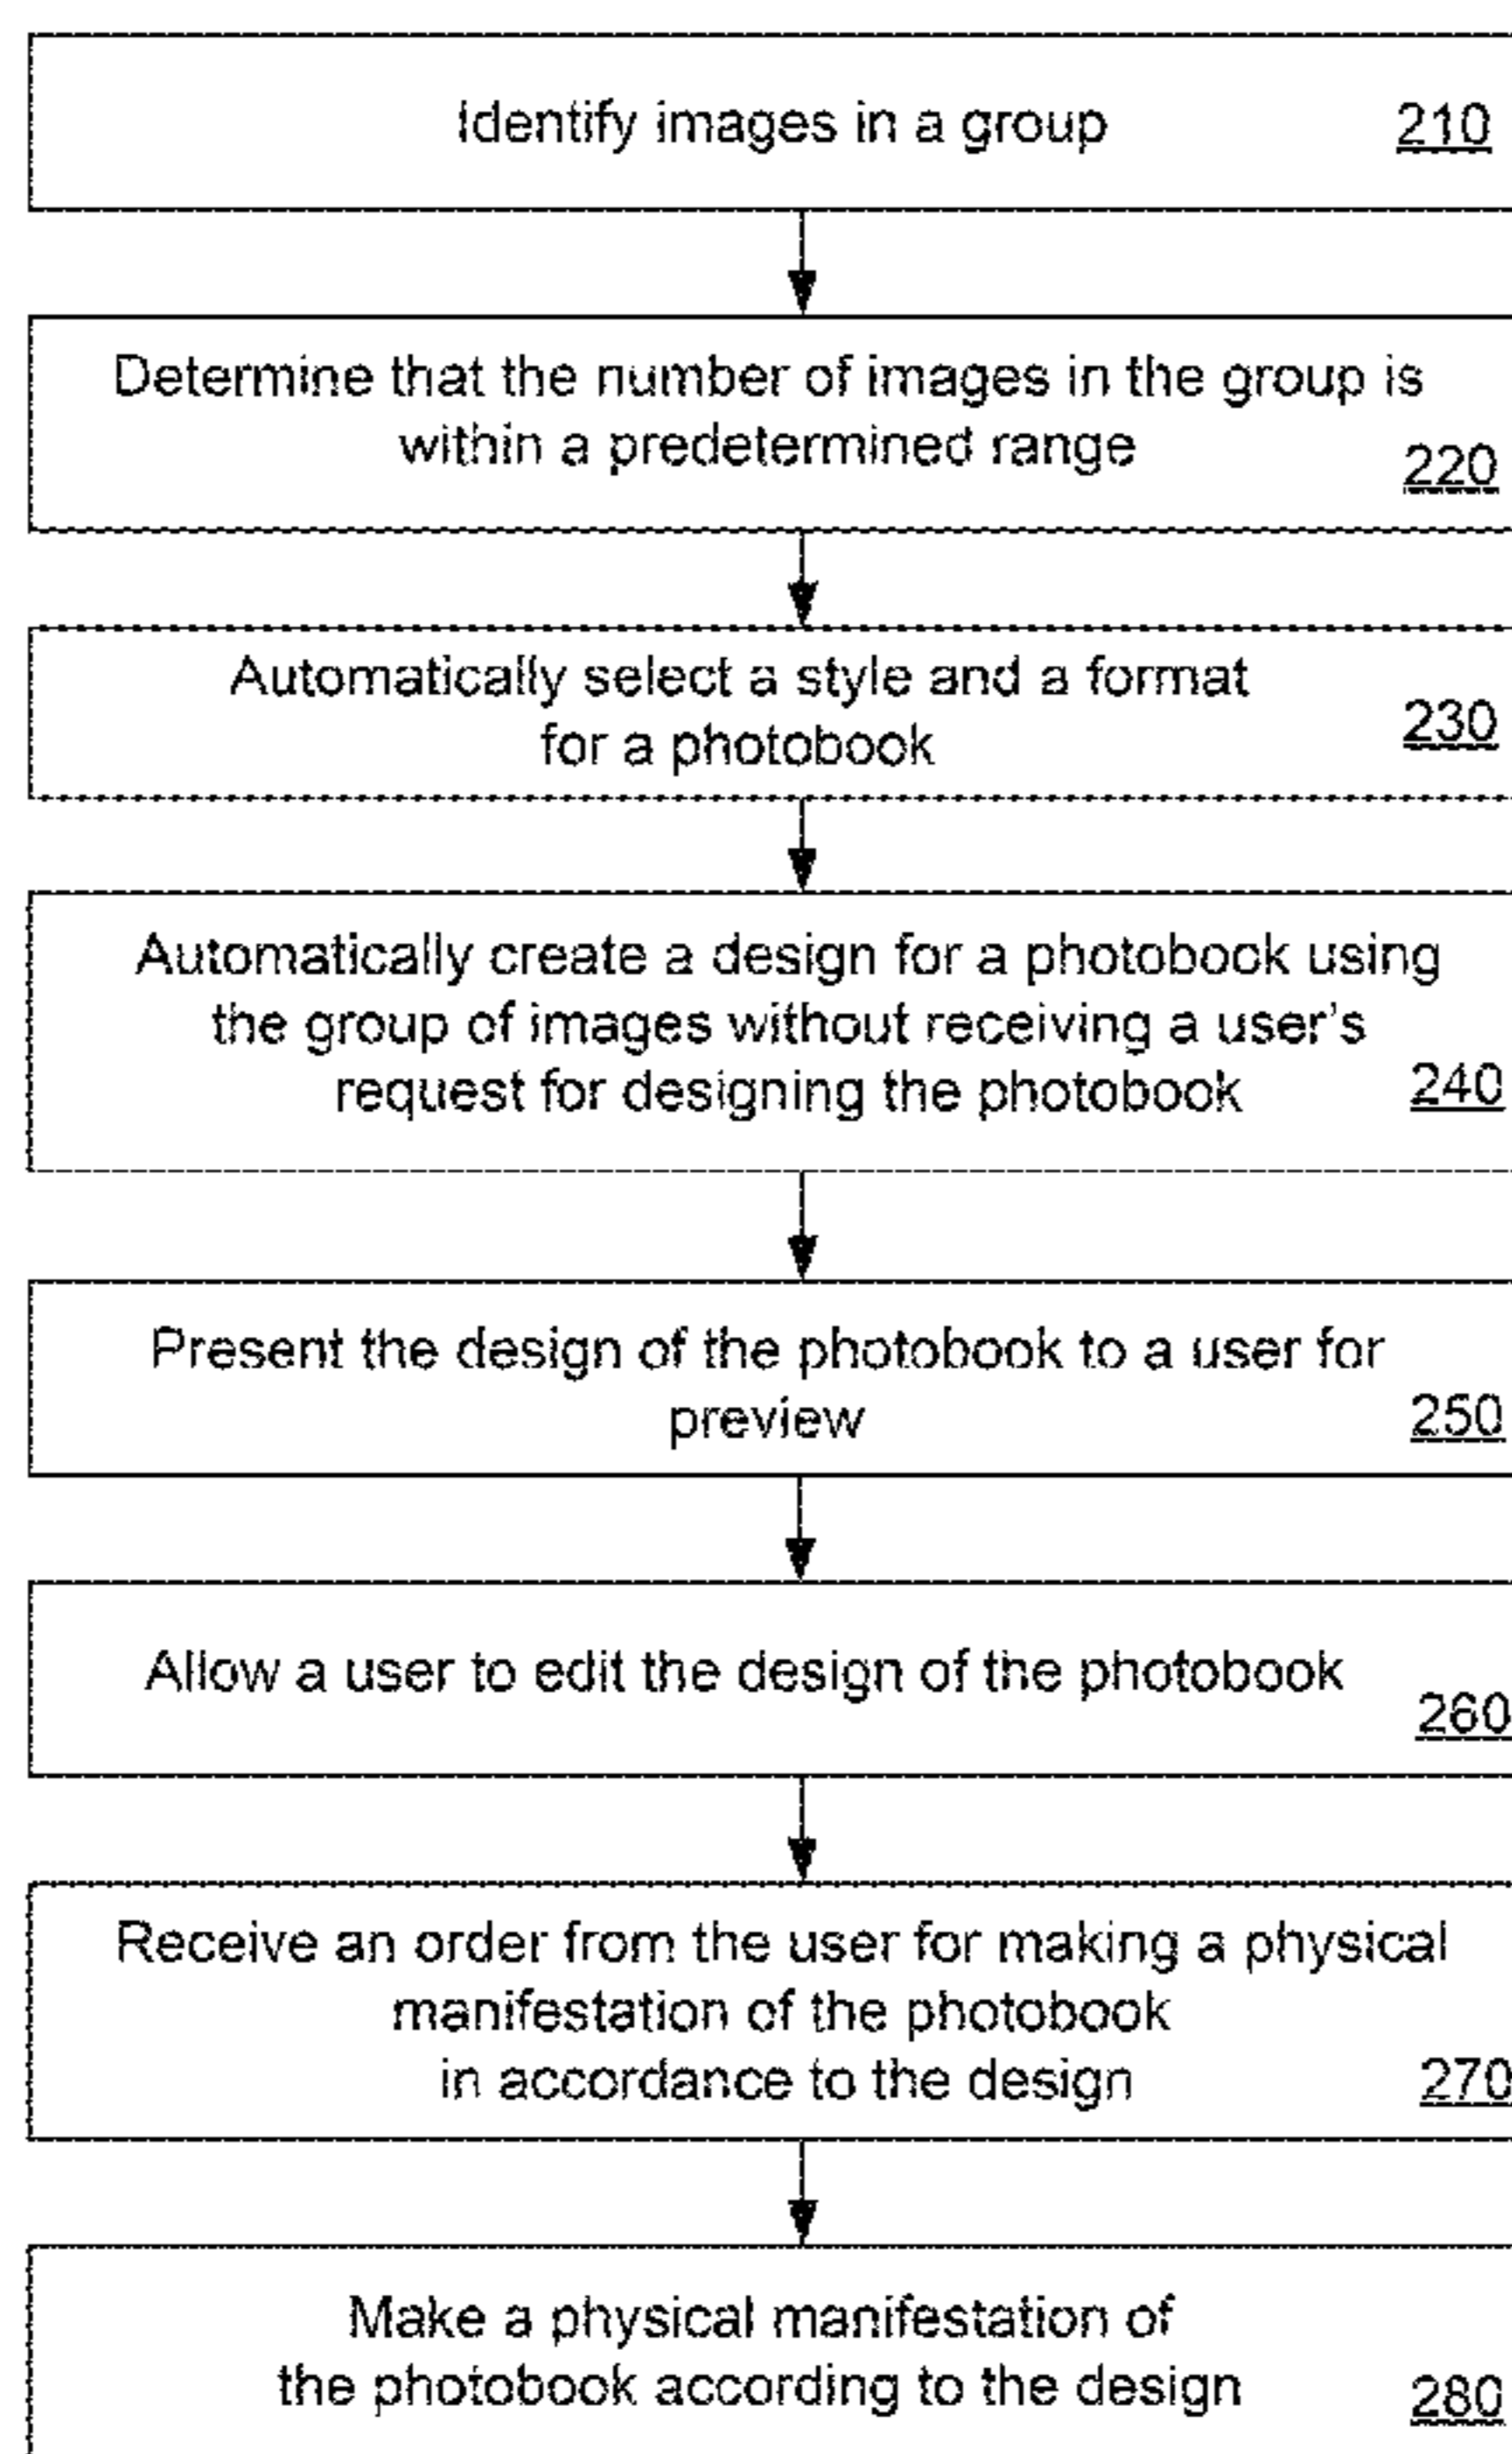 Identify images in a group
210
Determine that the number of images in the group is
within a predetermined range
220
Automatically select a style and a format
for a photobook
230
Automatically create a design for a photobook using
the group of images without receiving a user's
request for designing the photobook
240
Present the design of the photobook to a user for
preview
250
Allow a user to edit the design of the photobook
260
Receive an order from the user for making a physical
manifestation of the photobook
in accordance to the design
270
Make a physical manifestation of
the photobook according to the design
280